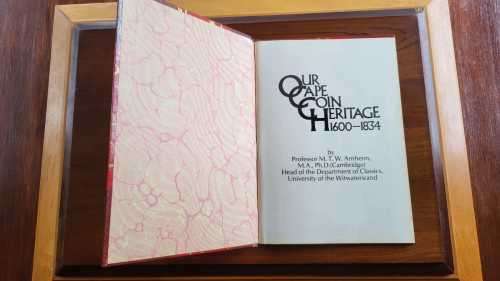 OUR
CAPE
COIN
HERITAGE
1600—1834
by
Professor M. T. W. Arnheim,
M.A., Ph.D (Cambridge)
Head of the Department of Classics,
University of the Witwatersrand